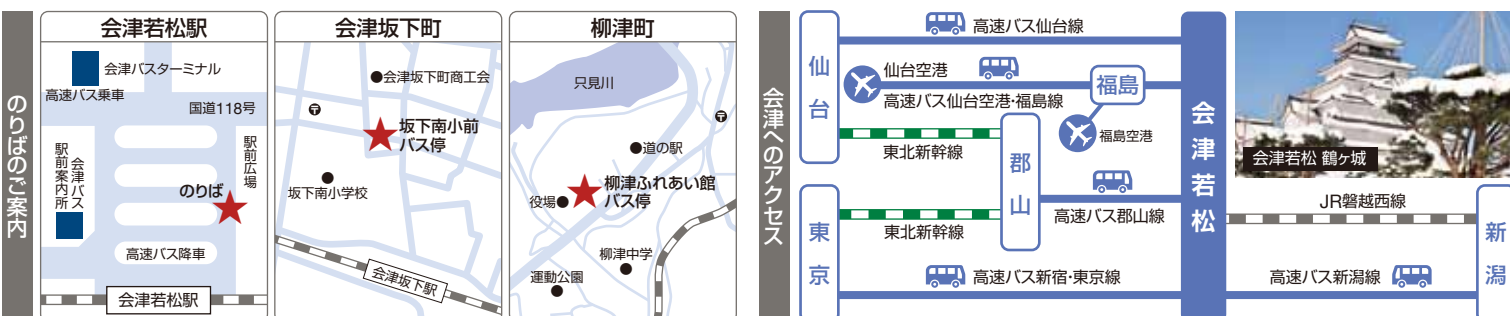 のりばのご案内
会津若松駅
会津バスターミナル
高速バス乗車
国道118号
駅前広場
会津バス
駅前案内所
のりば
高速バス降車
会津若松駅
会津坂下町
会津坂下町商工会
坂下南小前
バス停
坂下南小学校
会津坂下駅
柳津町
只見川
道の駅
柳津ふれあい館
バス停
役場
柳津中学
運動公園
会津へのアクセス
仙台
高速バス仙台線
仙台空港
高速バス仙台空港・福島線
福島
福島空港
東北新幹線
郡山
高速バス郡山線
東京
東北新幹線
高速バス新宿・東京線
会津若松
会津若松 鶴ヶ城
JR磐越西線
高速バス新潟線
新潟